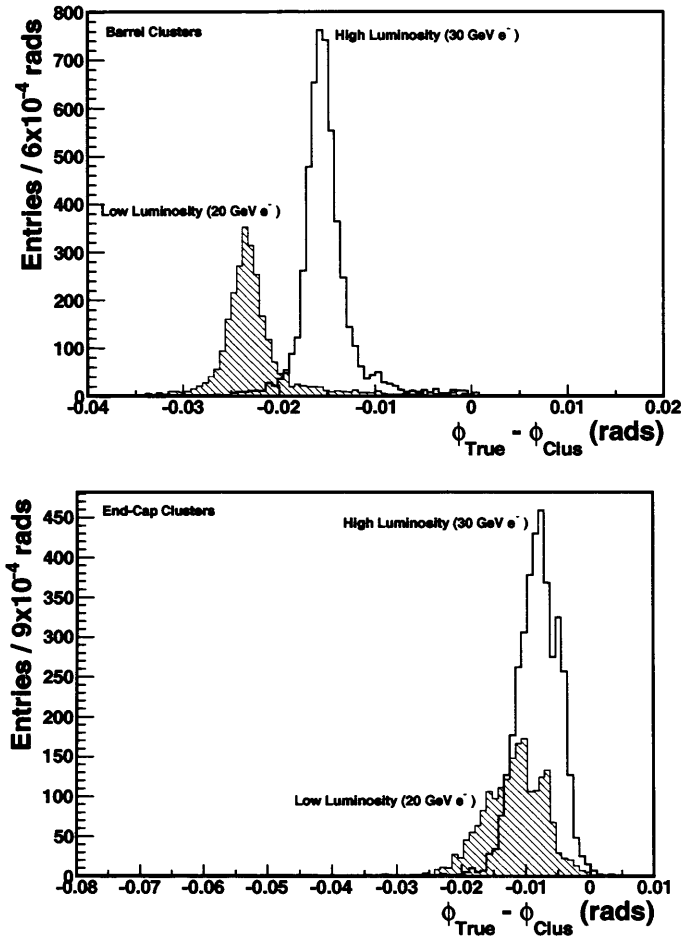 800
Barrel Clusters
High Luminosity (30 GeV e⁻)
700
600
500
400
Low Luminosity (20 GeV e⁻)
300
200
100
0
Entries / 6x10⁻⁴ rads
-0.04 -0.03 -0.02 -0.01 0 0.01 0.02
ϕTrue - ϕClus (rads)
End-Cap Clusters
High Luminosity (30 GeV e⁻)
450
400
350
300
250
200
150
Low Luminosity (20 GeV e⁻)
100
50
0
Entries / 9x10⁻⁴ rads
-0.08 -0.07 -0.06 -0.05 -0.04 -0.03 -0.02 -0.01 0 0.01
ϕTrue - ϕClus (rads)